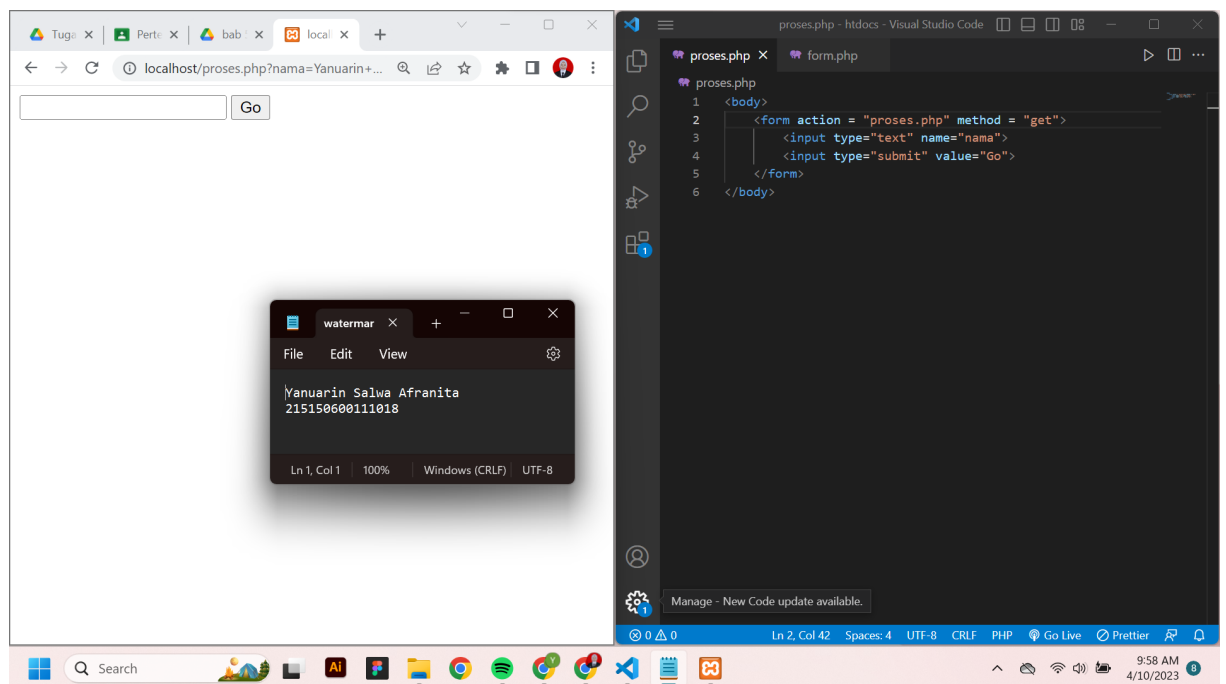 Tuga
Perte
bab
local
localhost/proses.php?nama=Yanuarin+...
Go
watermar
File Edit View
Yanuarin Salwa Afranita
215150600111018
Ln 1, Col 1 100% Windows (CRLF) UTF-8
proses.php - htdocs - Visual Studio Code
proses.php form.php
proses.php
1 <body>
2 <form action = "proses.php" method = "get">
3 <input type="text" name="nama">
4 <input type="submit" value="Go">
5 </form>
6 </body>
1
Manage - New Code update available.
1
0 0 Ln 2, Col 42 Spaces: 4 UTF-8 CRLF PHP Go Live Prettier
Search
Ai
Y
9:58 AM
4/10/2023
8